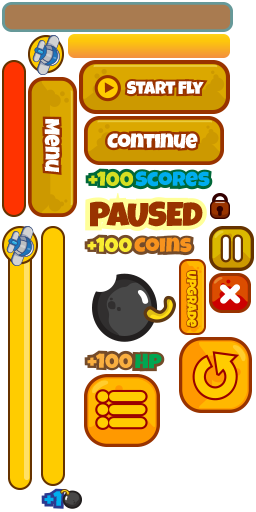 START FLY
Menu
continue
+100 scores
PAUSED
+100 coins
UPGRADE
+100 HP
+1